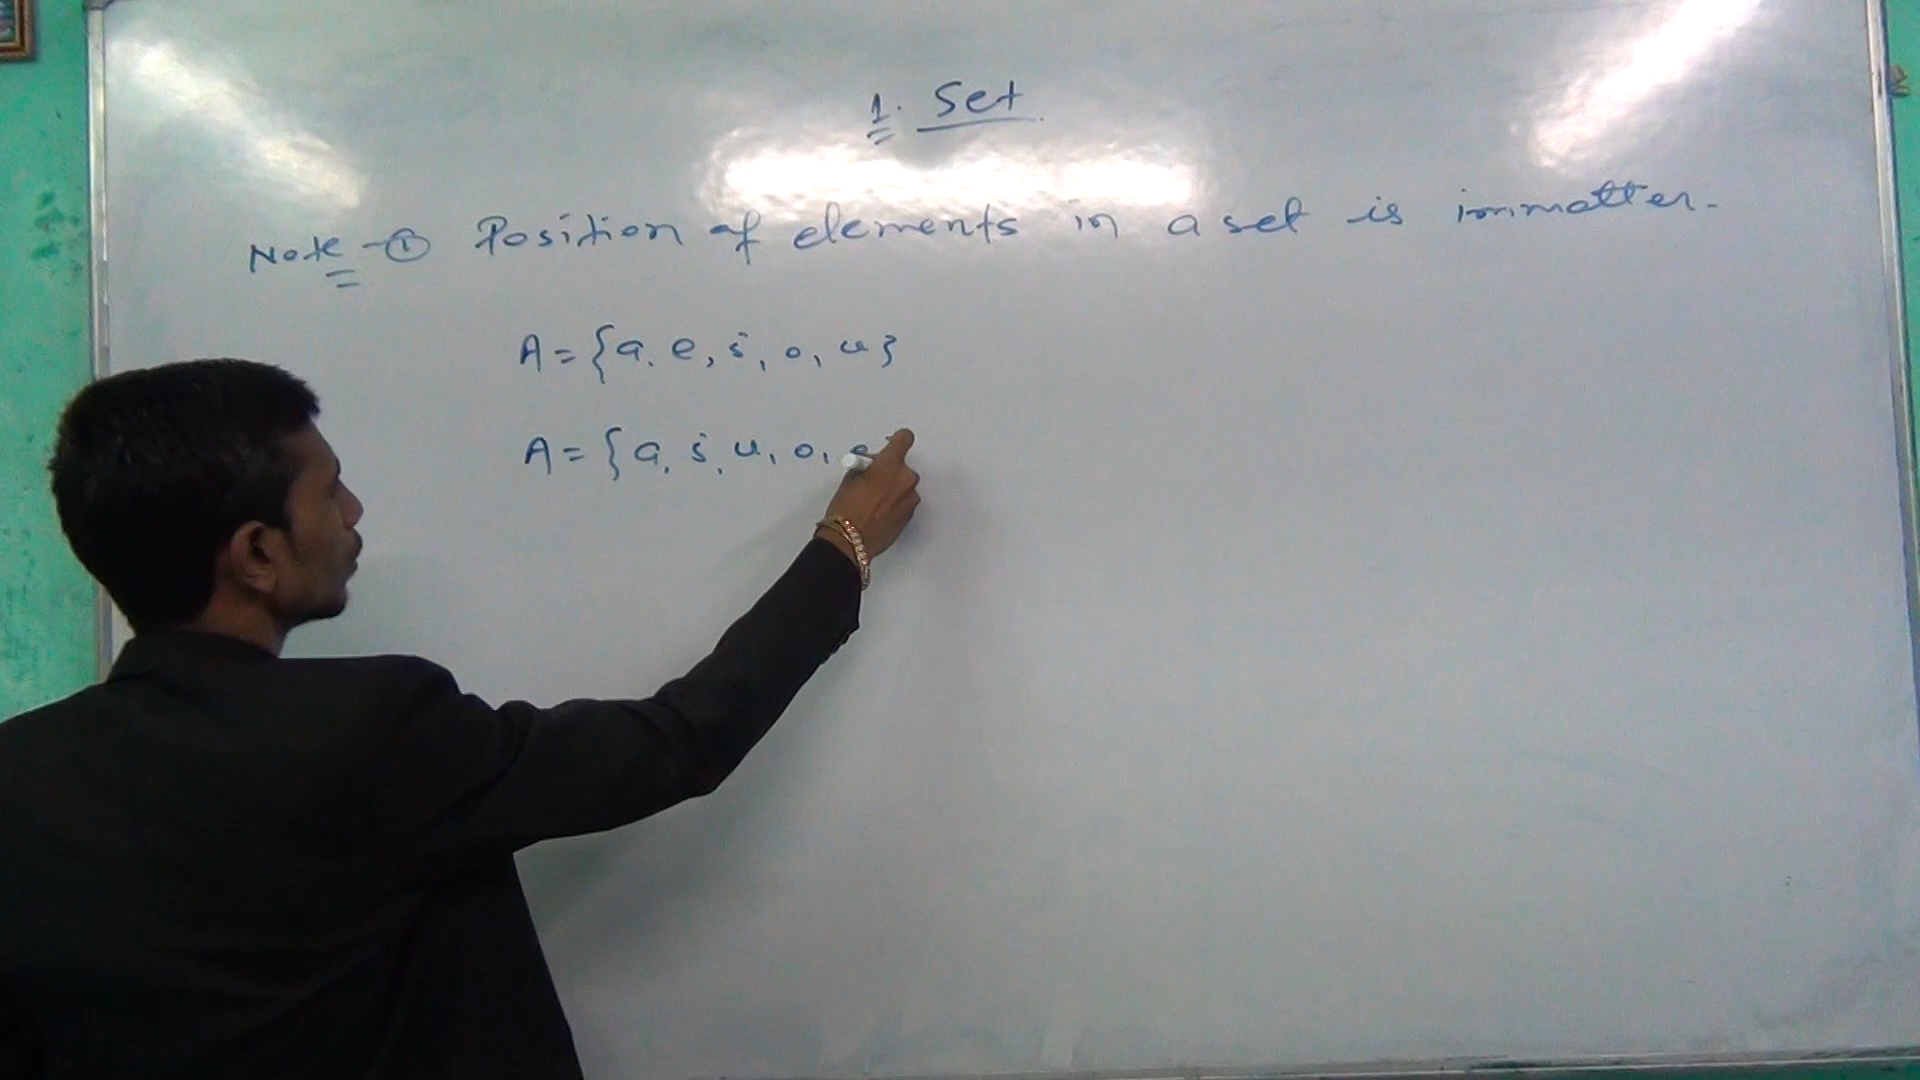 1. Set
Note - ① Position of elements in a set is immatter.
A = {a, e, i, o, u}
A = {a, i, u, o, e